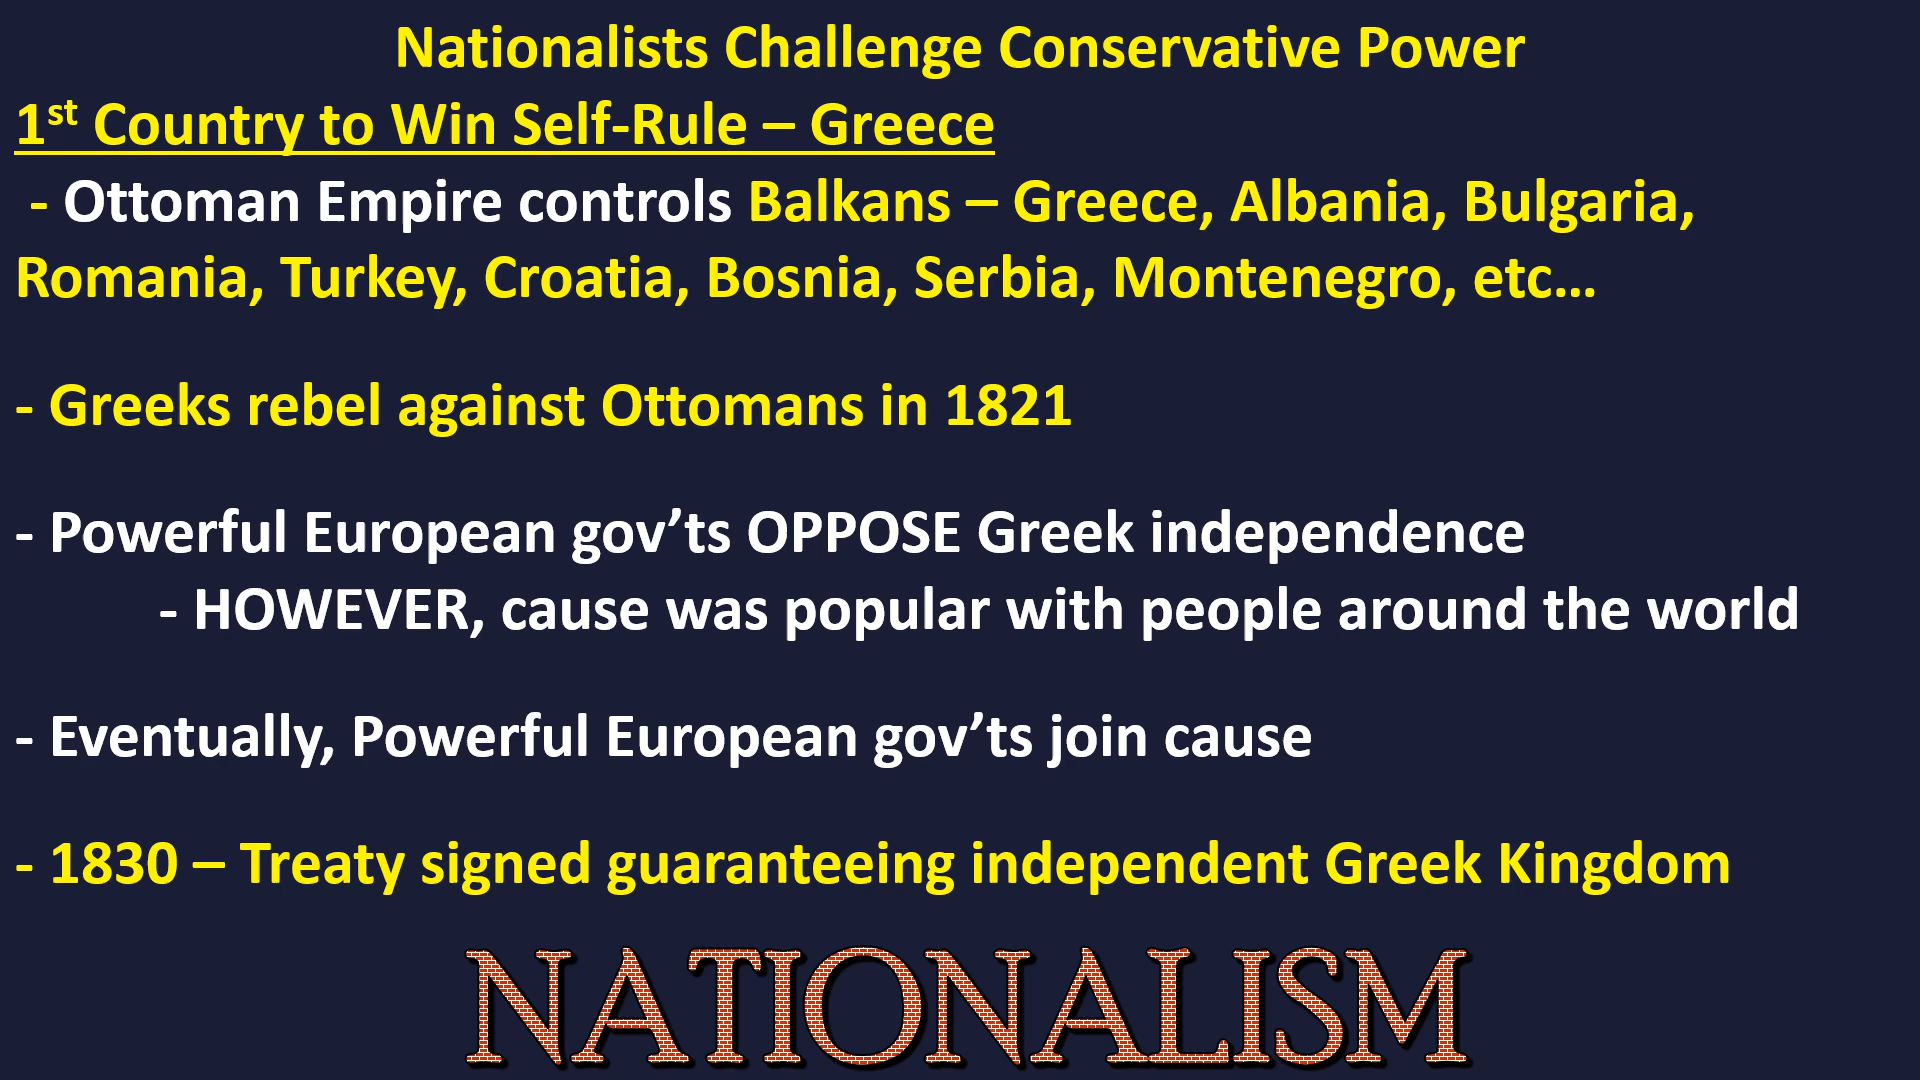 Nationalists Challenge Conservative Power
1st Country to Win Self-Rule – Greece
- Ottoman Empire controls Balkans – Greece, Albania, Bulgaria,
Romania, Turkey, Croatia, Bosnia, Serbia, Montenegro, etc…
- Greeks rebel against Ottomans in 1821
- Powerful European gov’ts OPPOSE Greek independence
- HOWEVER, cause was popular with people around the world
- Eventually, Powerful European gov’ts join cause
- 1830 – Treaty signed guaranteeing independent Greek Kingdom
NATIONALISM